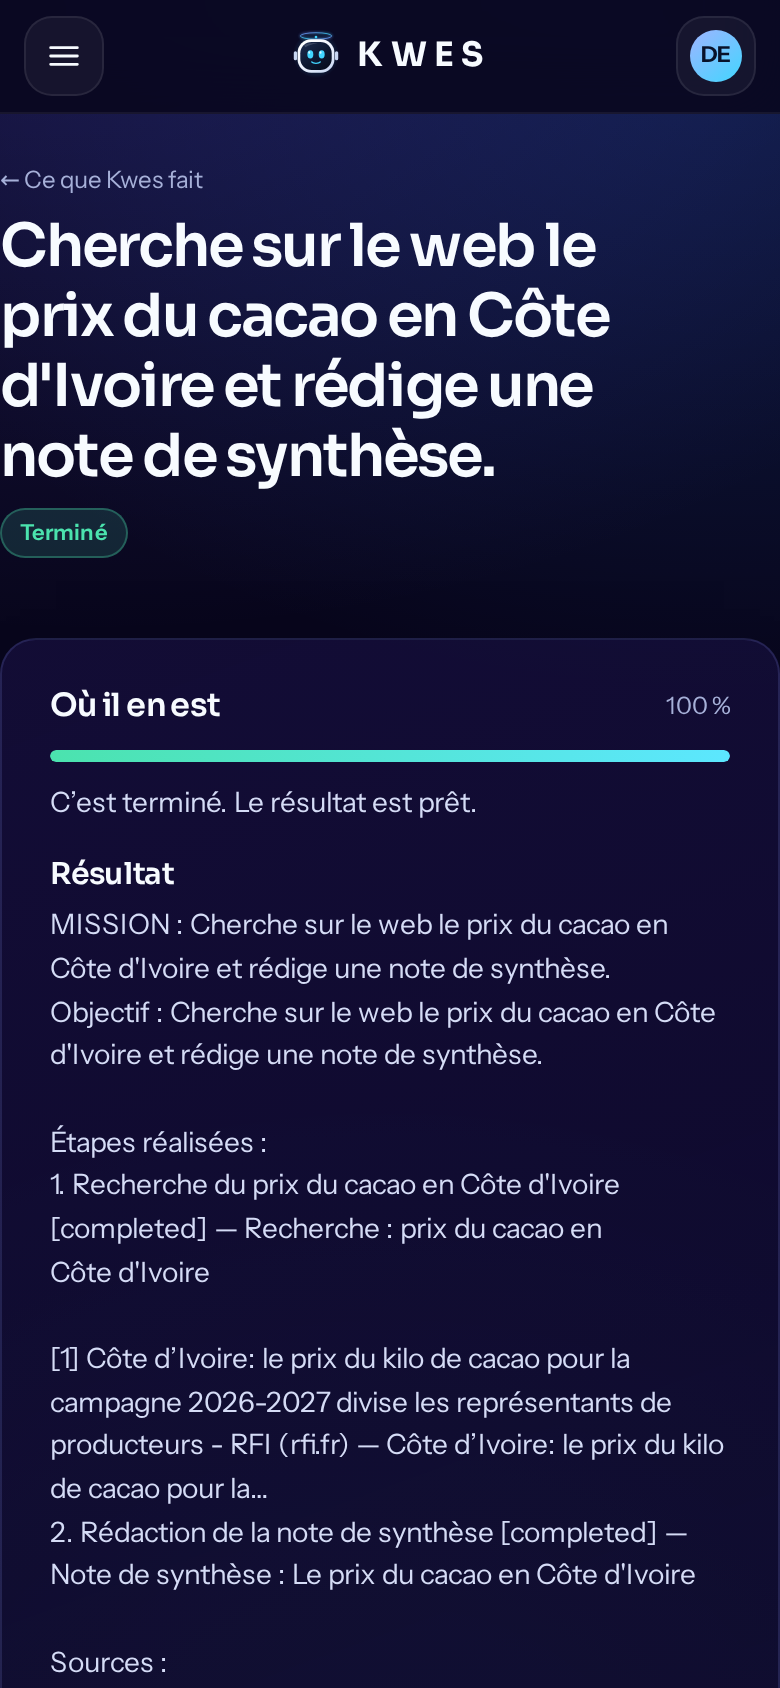 KWES
DE
← Ce que Kwes fait
Cherche sur le web le
prix du cacao en Côte
d'Ivoire et rédige une
note de synthèse.
Terminé
Où il en est
100 %
C’est terminé. Le résultat est prêt.
Résultat
MISSION : Cherche sur le web le prix du cacao en
Côte d'Ivoire et rédige une note de synthèse.
Objectif : Cherche sur le web le prix du cacao en Côte
d'Ivoire et rédige une note de synthèse.
Étapes réalisées :
1. Recherche du prix du cacao en Côte d'Ivoire
[completed] — Recherche : prix du cacao en
Côte d'Ivoire
[1] Côte d’Ivoire: le prix du kilo de cacao pour la
campagne 2026-2027 divise les représentants de
producteurs - RFI (rfi.fr) — Côte d’Ivoire: le prix du kilo
de cacao pour la…
2. Rédaction de la note de synthèse [completed] —
Note de synthèse : Le prix du cacao en Côte d'Ivoire
Sources :